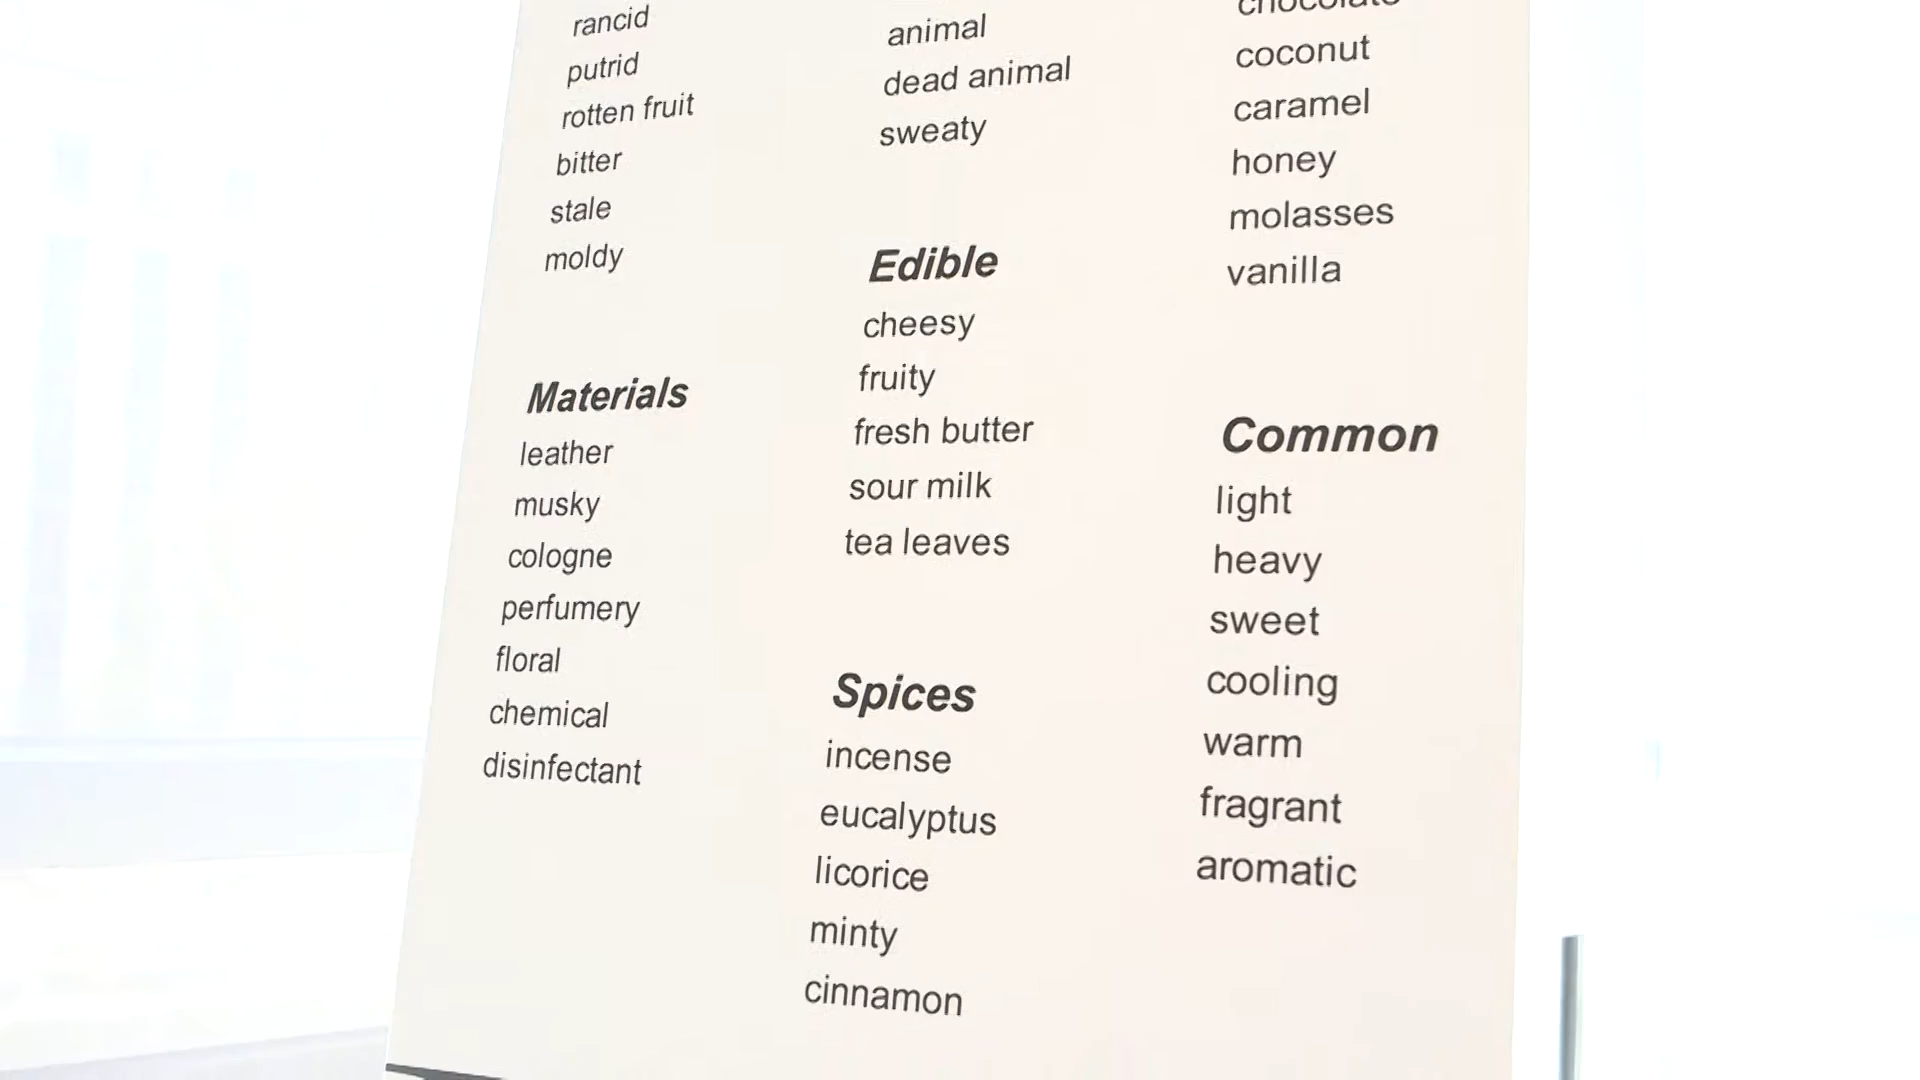 rancid
putrid
rotten fruit
bitter
stale
moldy
Materials
leather
musky
cologne
perfumery
floral
chemical
disinfectant
animal
dead animal
sweaty
Edible
cheesy
fruity
fresh butter
sour milk
tea leaves
Spices
incense
eucalyptus
licorice
minty
cinnamon
chocolate
coconut
caramel
honey
molasses
vanilla
Common
light
heavy
sweet
cooling
warm
fragrant
aromatic